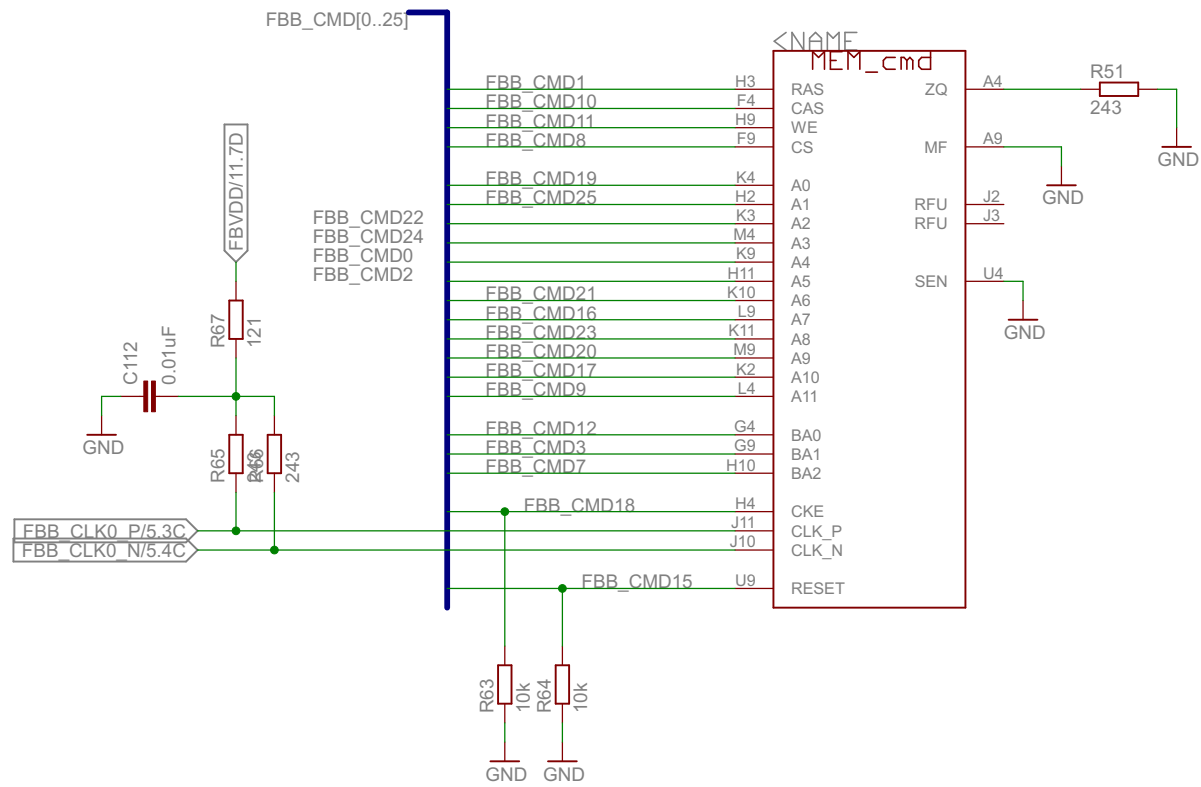 FBB_CMD[0..25]
<NAME
MEM_cmd
FBB_CMD1 H3 RAS
FBB_CMD10 F4 CAS
FBB_CMD11 H9 WE
FBB_CMD8 F9 CS
FBB_CMD19 K4 A0
FBB_CMD25 H2 A1
FBB_CMD22 K3 A2
FBB_CMD24 M4 A3
FBB_CMD0 K9 A4
FBB_CMD2 H11 A5
FBB_CMD21 K10 A6
FBB_CMD16 L9 A7
FBB_CMD23 K11 A8
FBB_CMD20 M9 A9
FBB_CMD17 K2 A10
FBB_CMD9 L4 A11
FBB_CMD12 G4 BA0
FBB_CMD3 G9 BA1
FBB_CMD7 H10 BA2
FBB_CMD18 H4 CKE
J11 CLK_P
J10 CLK_N
FBB_CMD15 U9 RESET
ZQ A4
R51
243
GND
MF A9
GND
RFU J2
RFU J3
SEN U4
GND
FBVDD/11.7D
R67
121
C112
0.01uF
GND
R65
243
R66
243
FBB_CLK0_P/5.3C
FBB_CLK0_N/5.4C
R63
10k
R64
10k
GND
GND